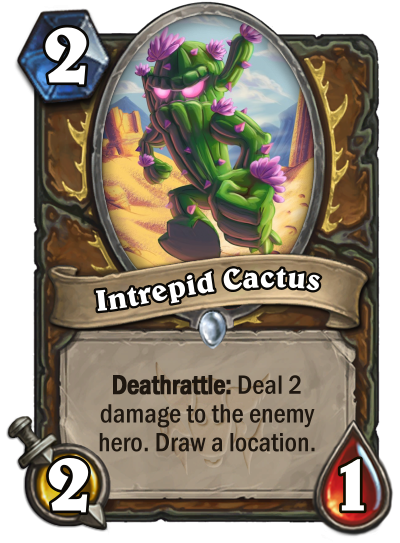 2
Intrepid Cactus
Deathrattle: Deal 2
damage to the enemy
hero. Draw a location.
2
1